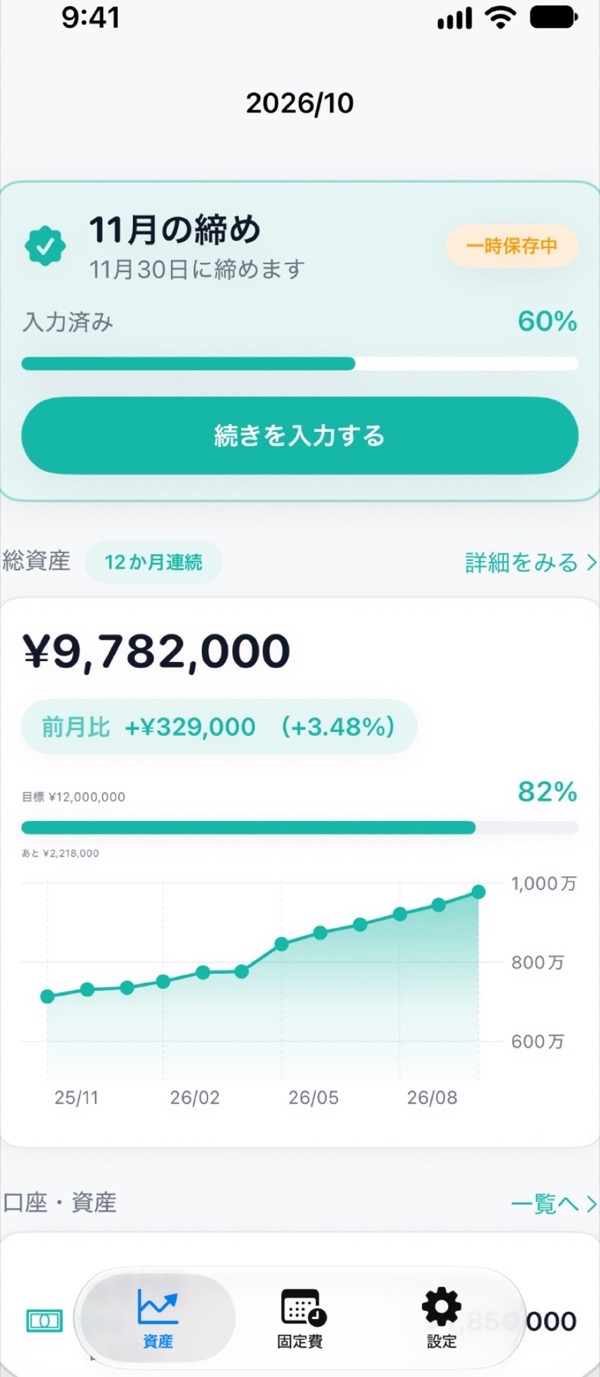 9:41
2026/10
11月の締め
11月30日に締めます
一時保存中
入力済み
60%
続きを入力する
総資産
12か月連続
詳細をみる
¥9,782,000
前月比 +¥329,000 (+3.48%)
目標 ¥12,000,000
82%
あと ¥2,218,000
1,000万
800万
600万
25/11
26/02
26/05
26/08
口座・資産
一覧へ
資産
固定費
設定